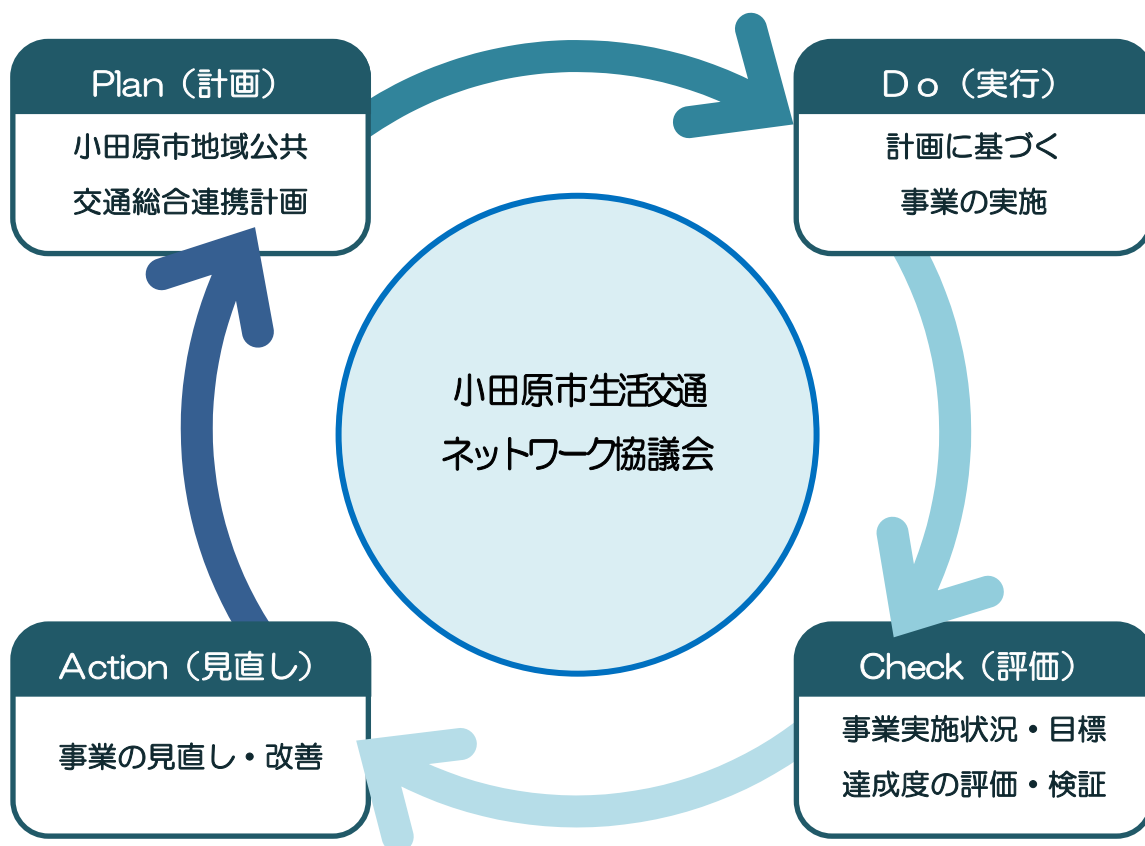 Plan（計画）
小田原市地域公共
交通総合連携計画
Do（実行）
計画に基づく
事業の実施
小田原市生活交通
ネットワーク協議会
Action（見直し）
事業の見直し・改善
Check（評価）
事業実施状況・目標
達成度の評価・検証